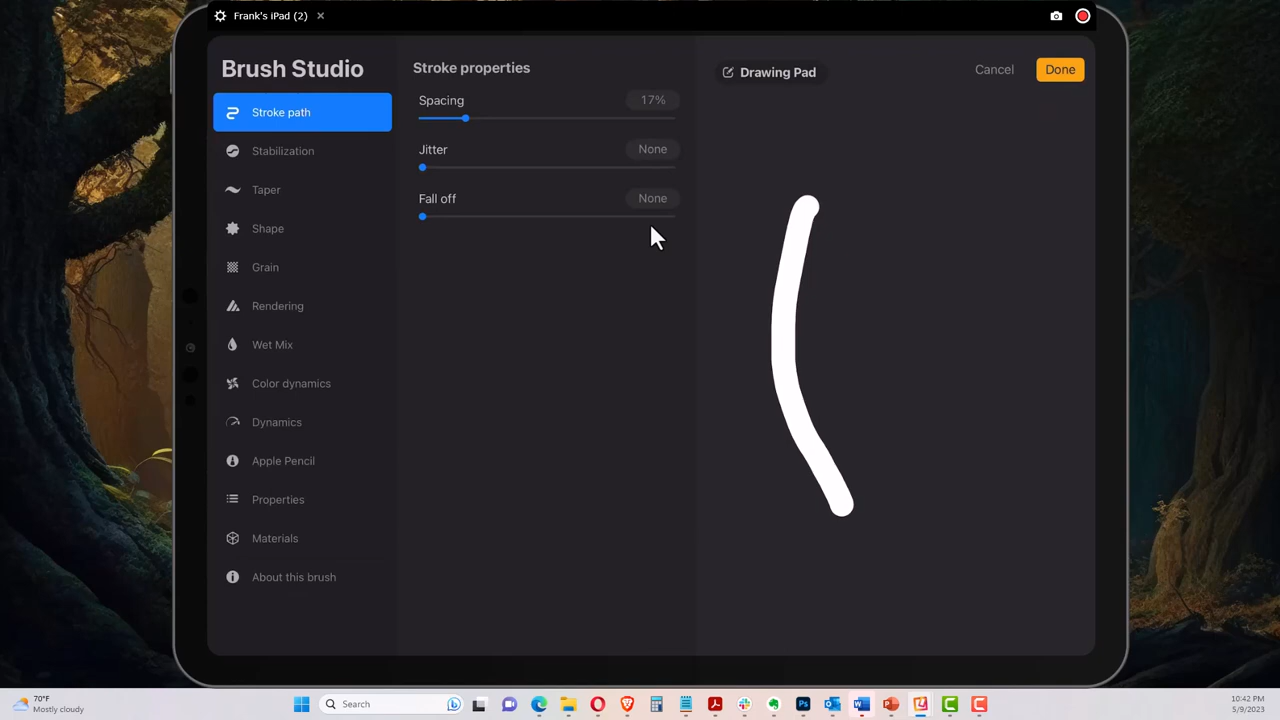 Frank's iPad (2)
Brush Studio
Stroke path
Stabilization
Taper
Shape
Grain
Rendering
Wet Mix
Color dynamics
Dynamics
Apple Pencil
Properties
Materials
About this brush
Stroke properties
Spacing 17%
Jitter None
Fall off None
Drawing Pad
Cancel Done
70°F
Mostly cloudy
Search
10:42 PM
5/9/2023